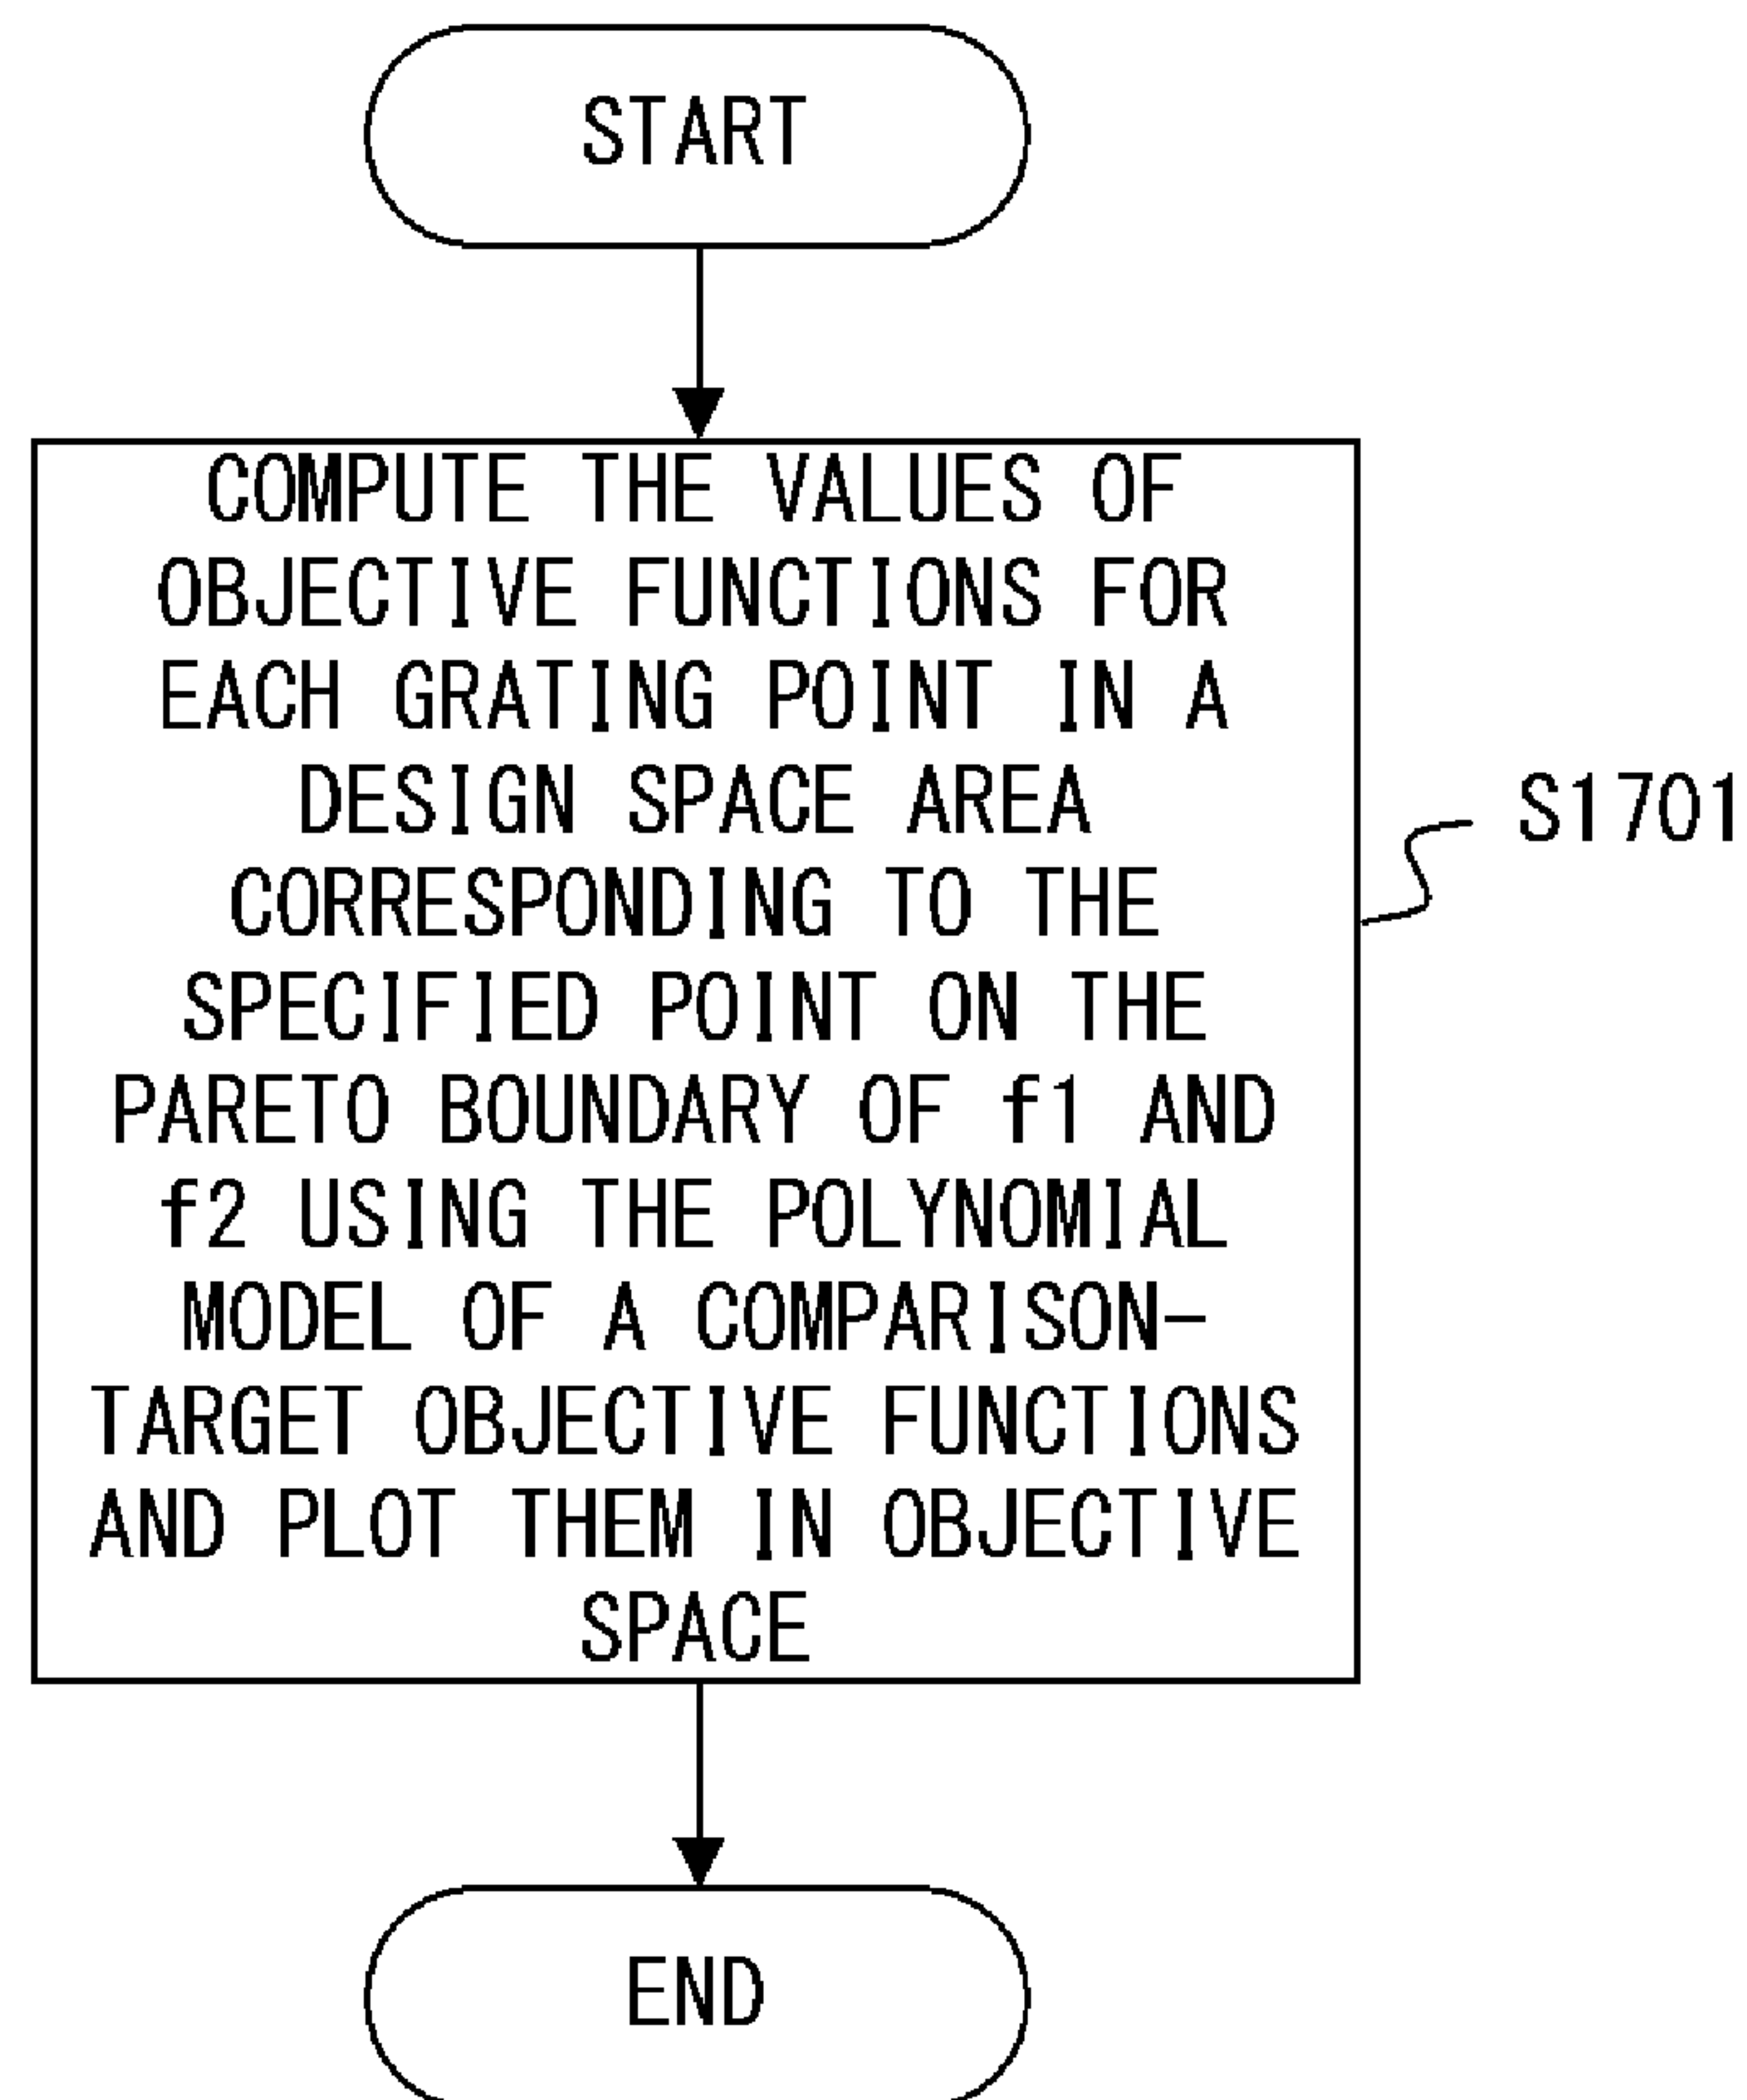 START
COMPUTE THE VALUES OF
OBJECTIVE FUNCTIONS FOR
EACH GRATING POINT IN A
DESIGN SPACE AREA
CORRESPONDING TO THE
SPECIFIED POINT ON THE
PARETO BOUNDARY OF f1 AND
f2 USING THE POLYNOMIAL
MODEL OF A COMPARISON-
TARGET OBJECTIVE FUNCTIONS
AND PLOT THEM IN OBJECTIVE
SPACE
S1701
END